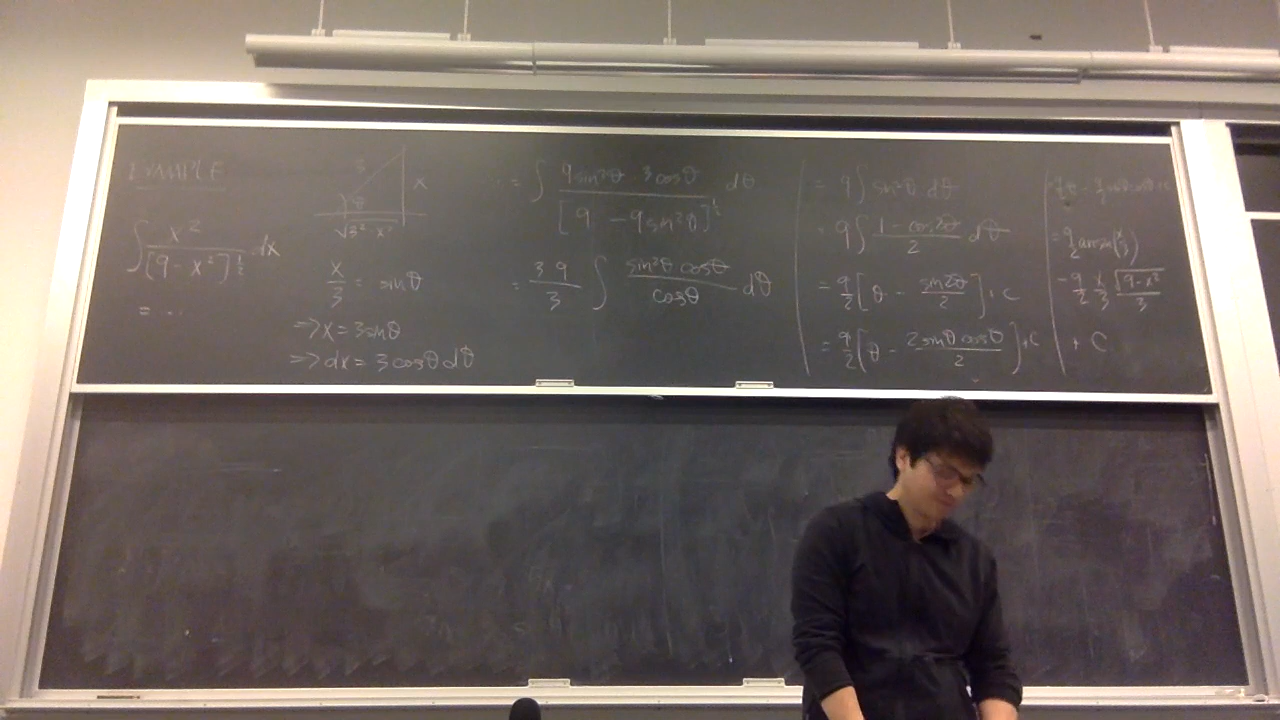 EXAMPLE
∫ x² / [9 - x²]^½ dx
= ...
3
x
θ
√3² - x²
x/3 = sinθ
=> x = 3sinθ
=> dx = 3cosθ dθ
... = ∫ 9sin²θ · 3cosθ / [9 - 9sin²θ]^½ dθ
= 3·9/3 ∫ sin²θ cosθ / cosθ dθ
= 9∫ sin²θ dθ
= 9∫ 1 - cos2θ / 2 dθ
= 9/2 [θ - sin2θ/2] + C
= 9/2 [θ - 2sinθcosθ/2] + C
= 9/2 arcsin(x/3)
- 9/2 x/3 √9-x² / 3
+ C